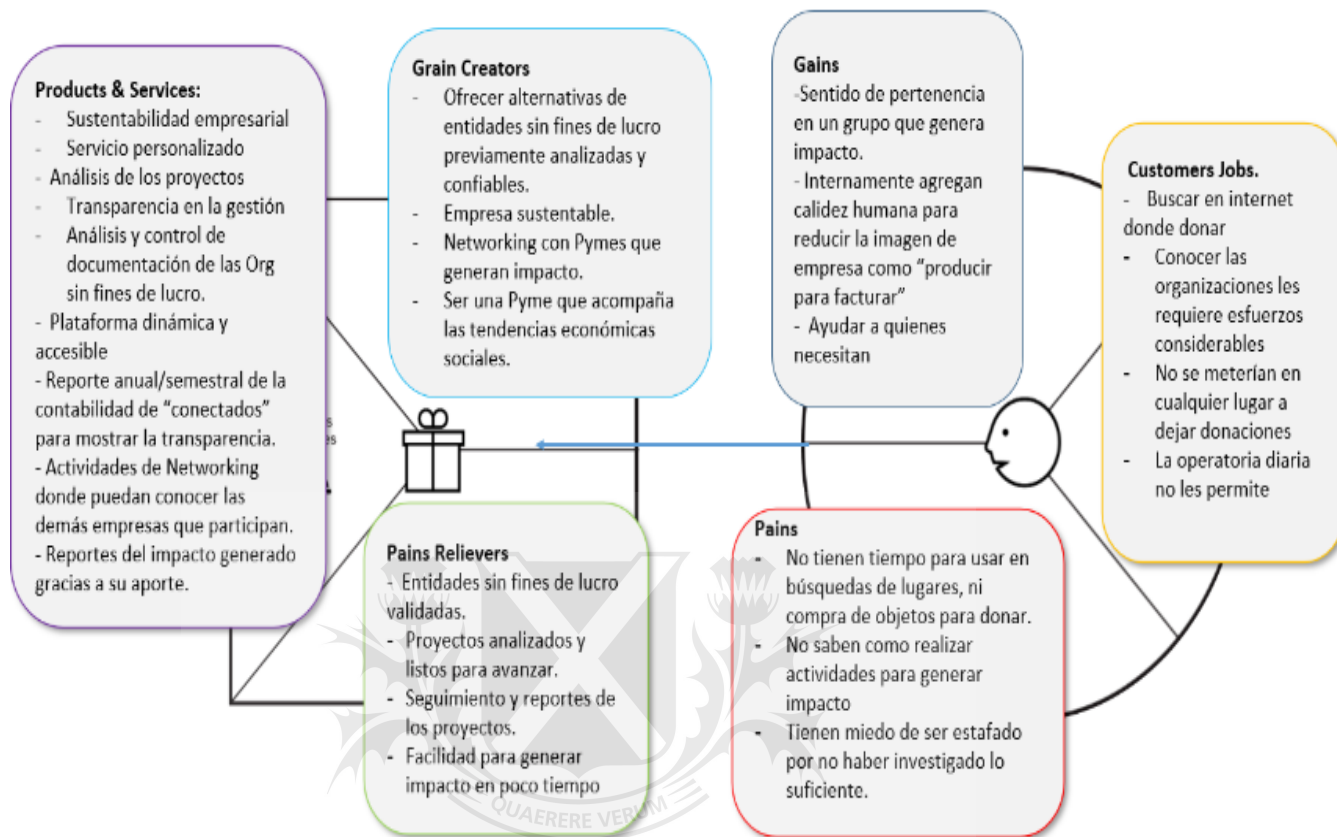 Products & Services:
- Sustentabilidad empresarial
- Servicio personalizado
- Análisis de los proyectos
- Transparencia en la gestión
- Análisis y control de
documentación de las Org
sin fines de lucro.
- Plataforma dinámica y
accesible
- Reporte anual/semestral de la
contabilidad de “conectados”
para mostrar la transparencia.
- Actividades de Networking
donde puedan conocer las
demás empresas que participan.
- Reportes del impacto generado
gracias a su aporte.
Grain Creators
- Ofrecer alternativas de
entidades sin fines de lucro
previamente analizadas y
confiables.
- Empresa sustentable.
- Networking con Pymes que
generan impacto.
- Ser una Pyme que acompaña
las tendencias económicas
sociales.
Pains Relievers
- Entidades sin fines de lucro
validadas.
- Proyectos analizados y
listos para avanzar.
- Seguimiento y reportes de
los proyectos.
- Facilidad para generar
impacto en poco tiempo
Gains
-Sentido de pertenencia
en un grupo que genera
impacto.
- Internamente agregan
calidez humana para
reducir la imagen de
empresa como “producir
para facturar”
- Ayudar a quienes
necesitan
Pains
- No tienen tiempo para usar en
búsquedas de lugares, ni
compra de objetos para donar.
- No saben como realizar
actividades para generar
impacto
- Tienen miedo de ser estafado
por no haber investigado lo
suficiente.
Customers Jobs.
- Buscar en internet
donde donar
- Conocer las
organizaciones les
requiere esfuerzos
considerables
- No se meterían en
cualquier lugar a
dejar donaciones
- La operatoria diaria
no les permite
QUAERERE VERUM